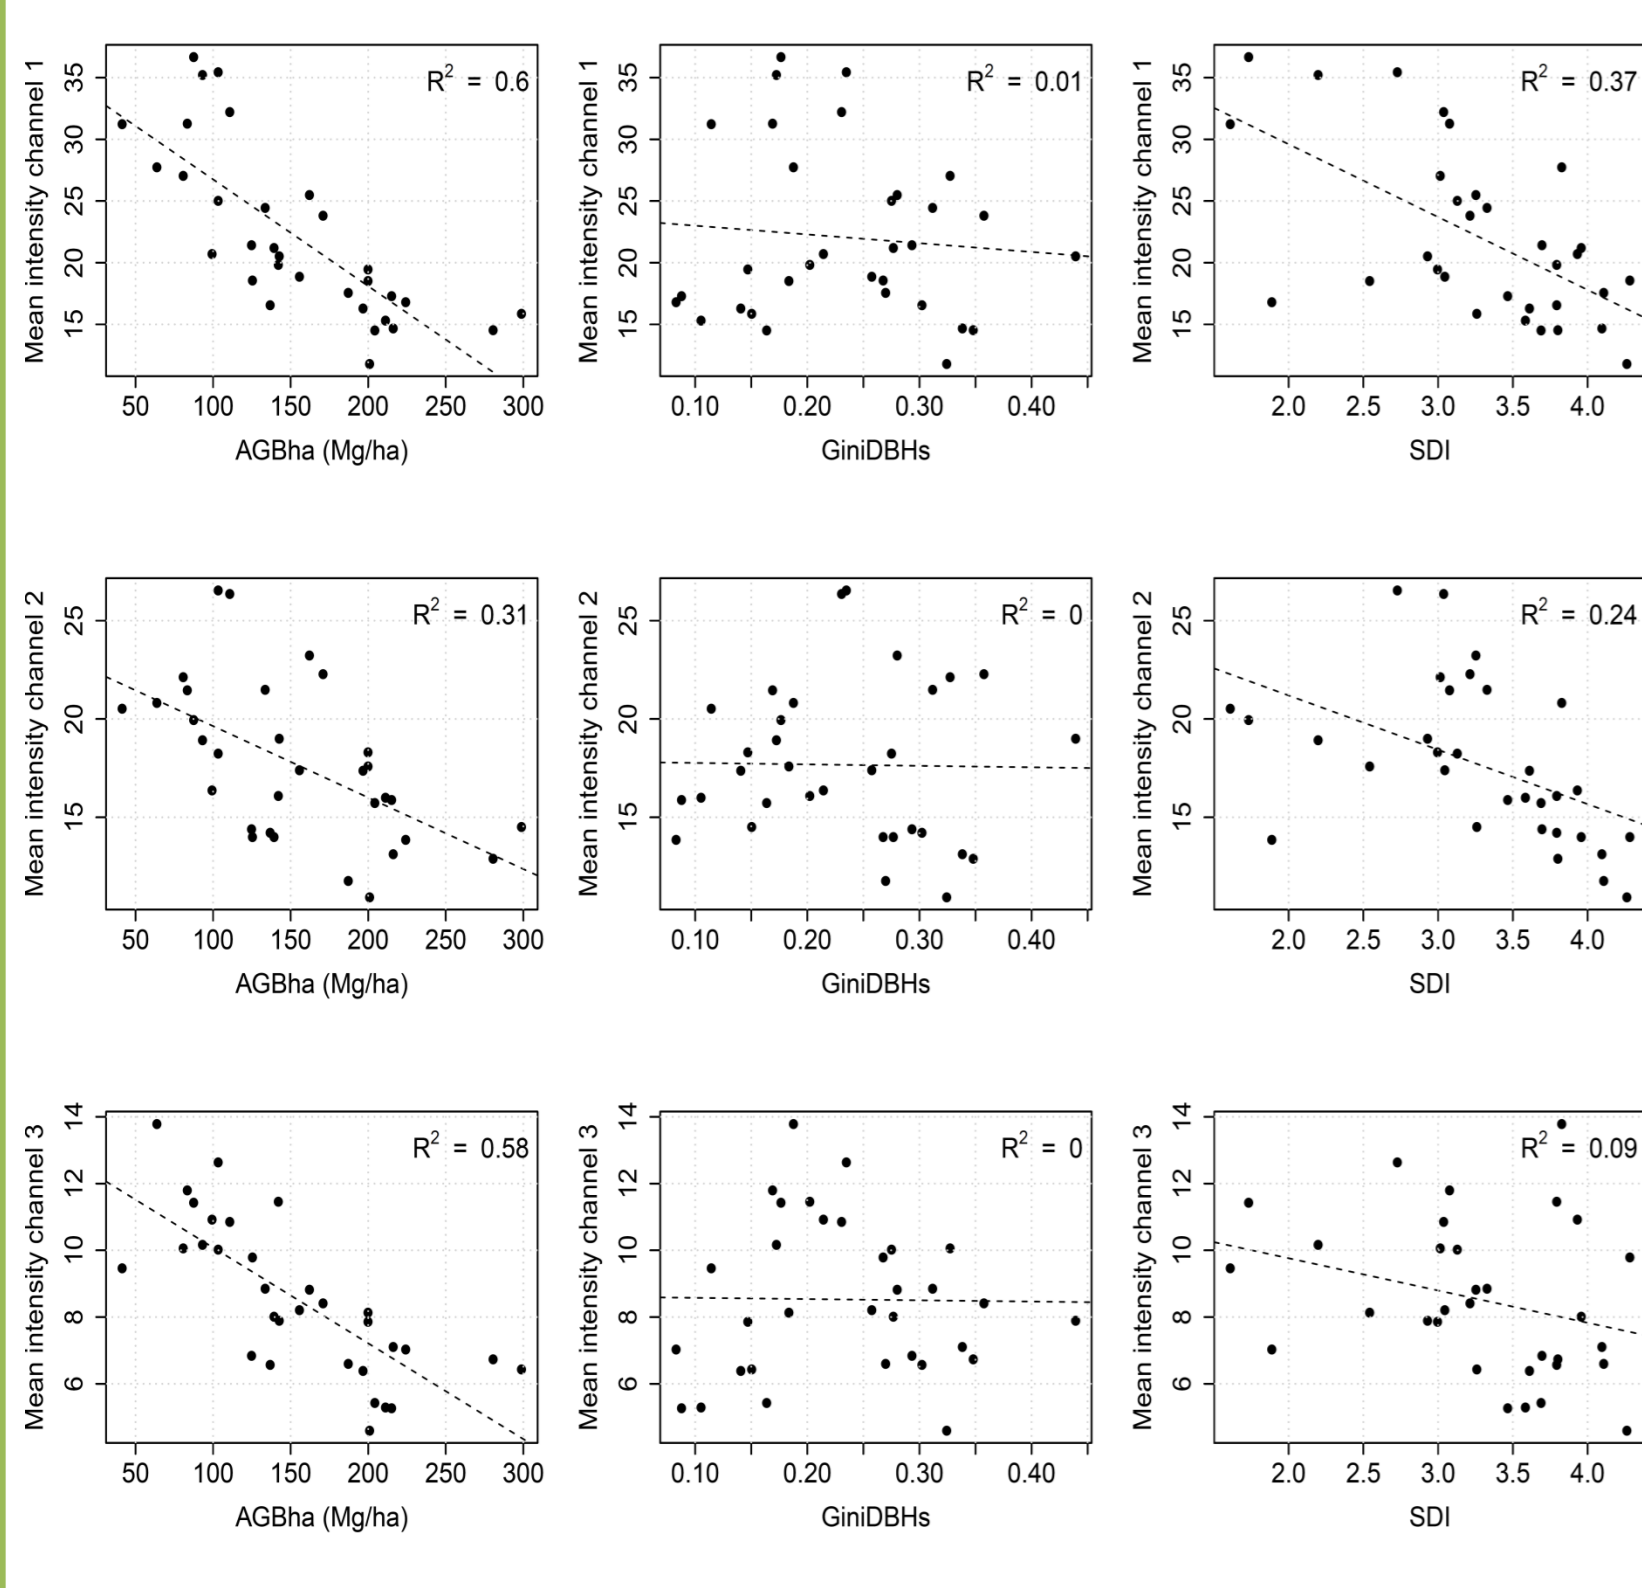 Mean intensity channel 1
35
30
25
20
15
R2 = 0.6
50 100 150 200 250 300
AGBha (Mg/ha)
Mean intensity channel 1
35
30
25
20
15
R2 = 0.01
0.10 0.20 0.30 0.40
GiniDBHs
Mean intensity channel 1
35
30
25
20
15
R2 = 0.37
2.0 2.5 3.0 3.5 4.0
SDI
Mean intensity channel 2
25
20
15
R2 = 0.31
50 100 150 200 250 300
AGBha (Mg/ha)
Mean intensity channel 2
25
20
15
R2 = 0
0.10 0.20 0.30 0.40
GiniDBHs
Mean intensity channel 2
25
20
15
R2 = 0.24
2.0 2.5 3.0 3.5 4.0
SDI
Mean intensity channel 3
14
12
10
8
6
R2 = 0.58
50 100 150 200 250 300
AGBha (Mg/ha)
Mean intensity channel 3
14
12
10
8
6
R2 = 0
0.10 0.20 0.30 0.40
GiniDBHs
Mean intensity channel 3
14
12
10
8
6
R2 = 0.09
2.0 2.5 3.0 3.5 4.0
SDI